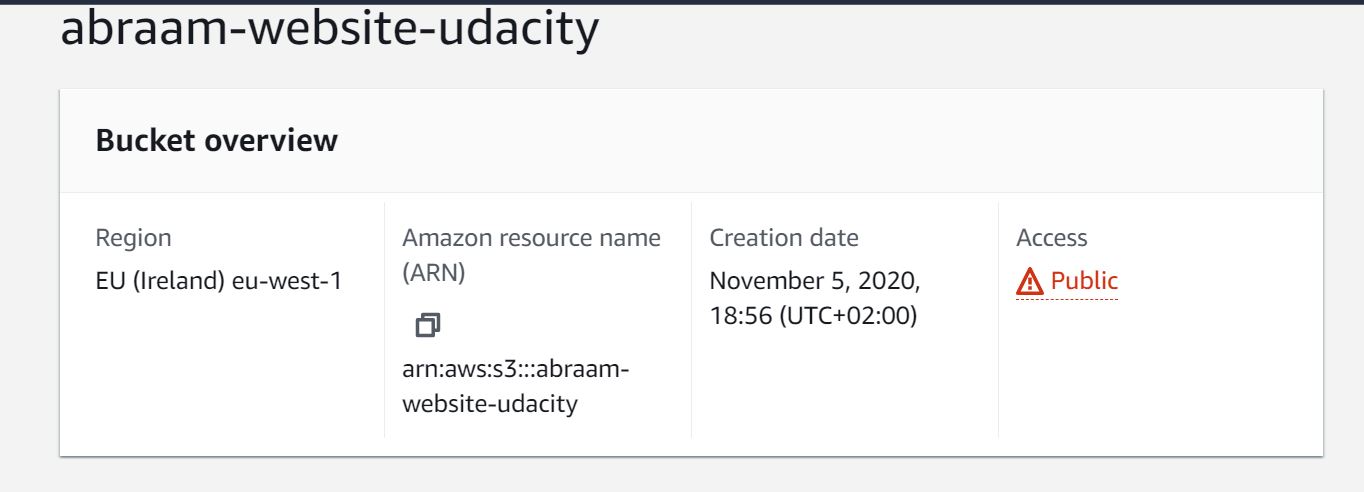 abraam-website-udacity
Bucket overview
Region
EU (Ireland) eu-west-1
Amazon resource name
(ARN)
arn:aws:s3:::abraam-
website-udacity
Creation date
November 5, 2020,
18:56 (UTC+02:00)
Access
Public